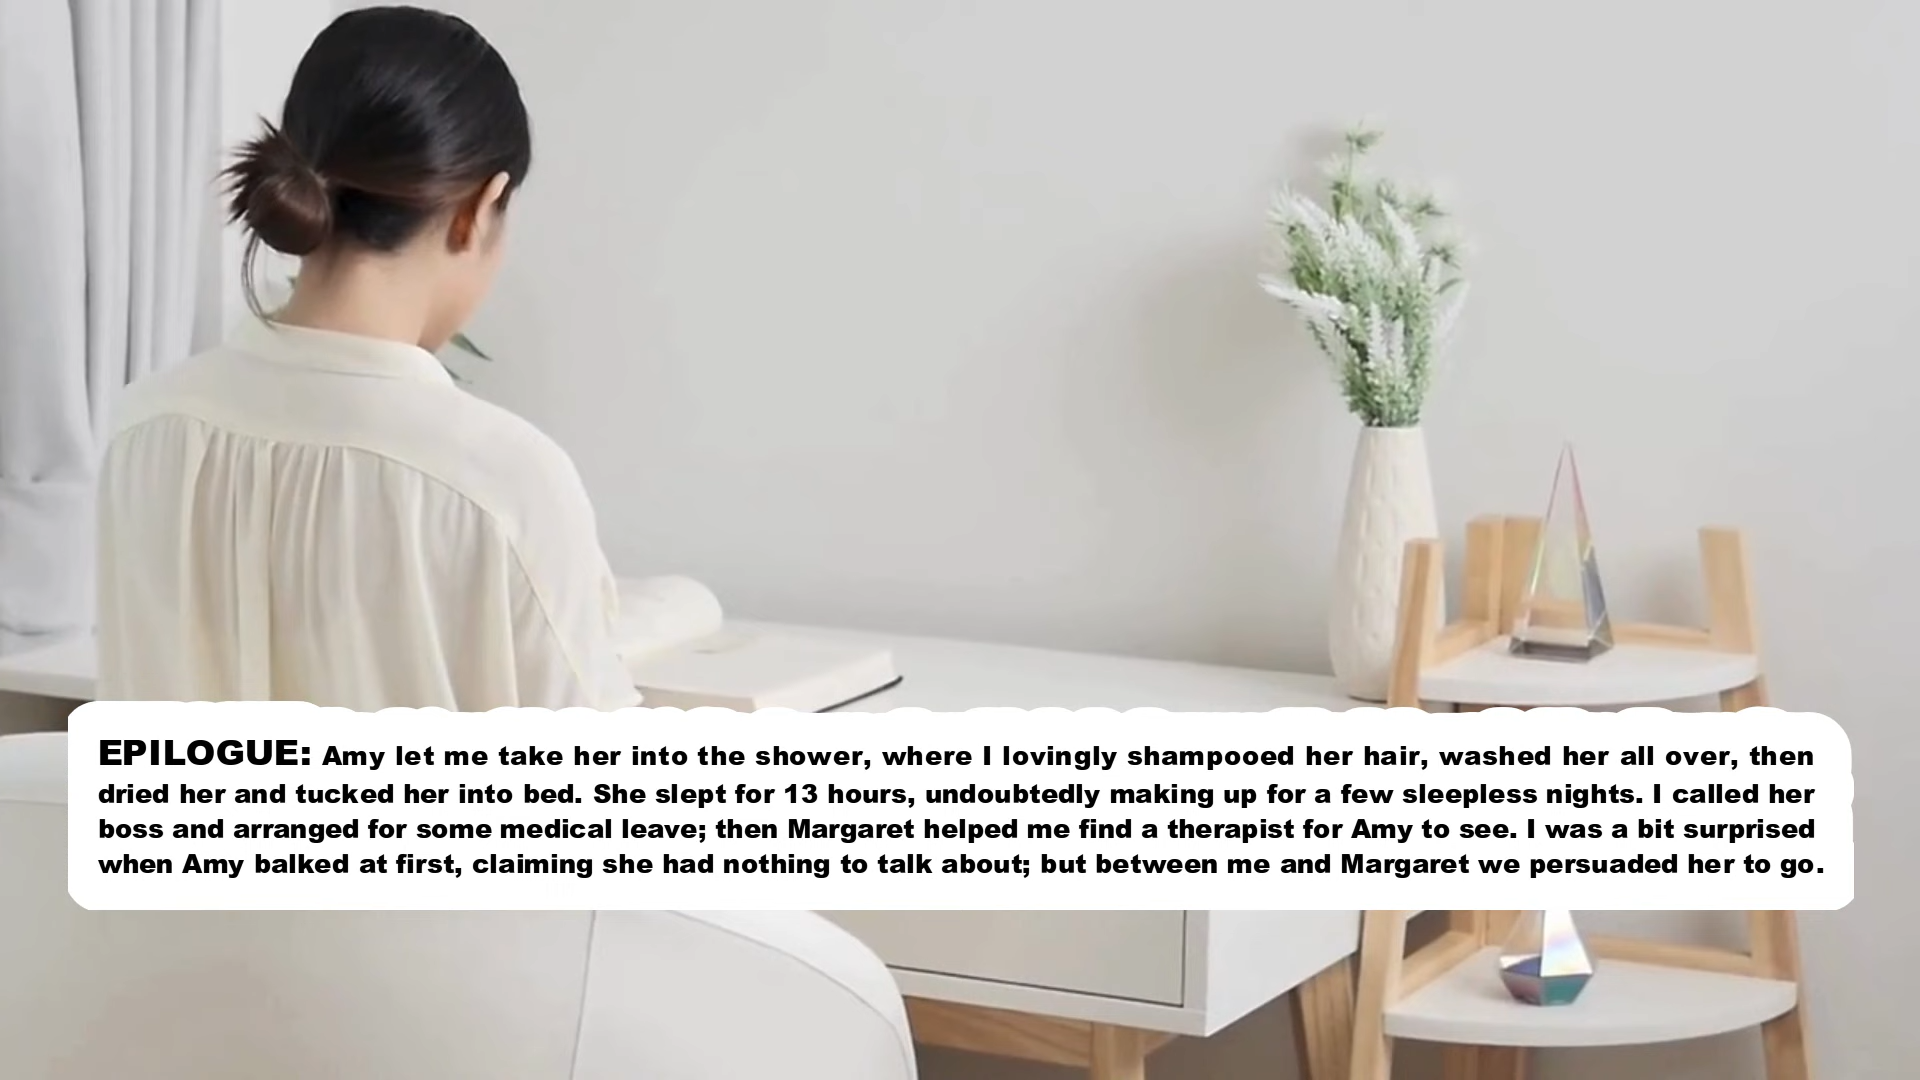 EPILOGUE: Amy let me take her into the shower, where I lovingly shampooed her hair, washed her all over, then
dried her and tucked her into bed. She slept for 13 hours, undoubtedly making up for a few sleepless nights. I called her
boss and arranged for some medical leave; then Margaret helped me find a therapist for Amy to see. I was a bit surprised
when Amy balked at first, claiming she had nothing to talk about; but between me and Margaret we persuaded her to go.